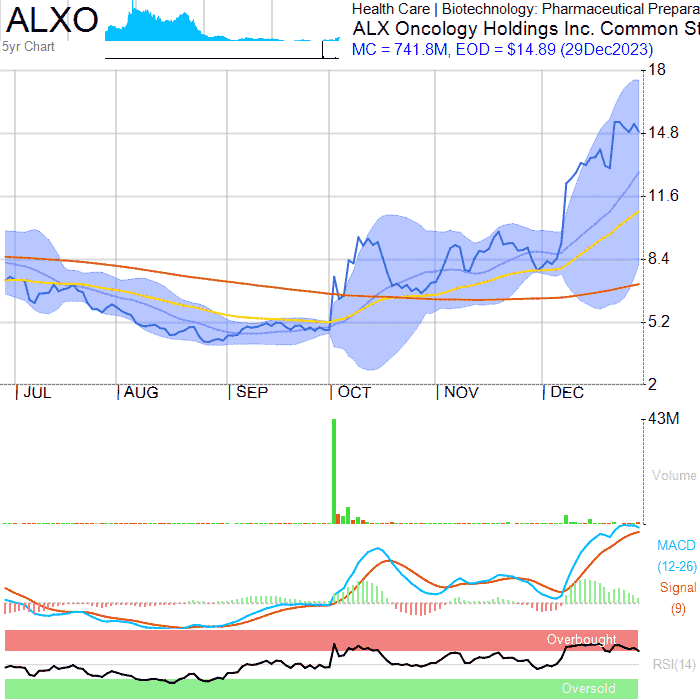 ALXO
5yr Chart
Health Care | Biotechnology: Pharmaceutical Prepara
ALX Oncology Holdings Inc. Common St
MC = 741.8M, EOD = $14.89 (29Dec2023)
18
14.8
11.6
8.4
5.2
2
JUL AUG SEP OCT NOV DEC
43M
Volume
MACD
(12-26)
Signal
(9)
Overbought
RSI(14)
Oversold